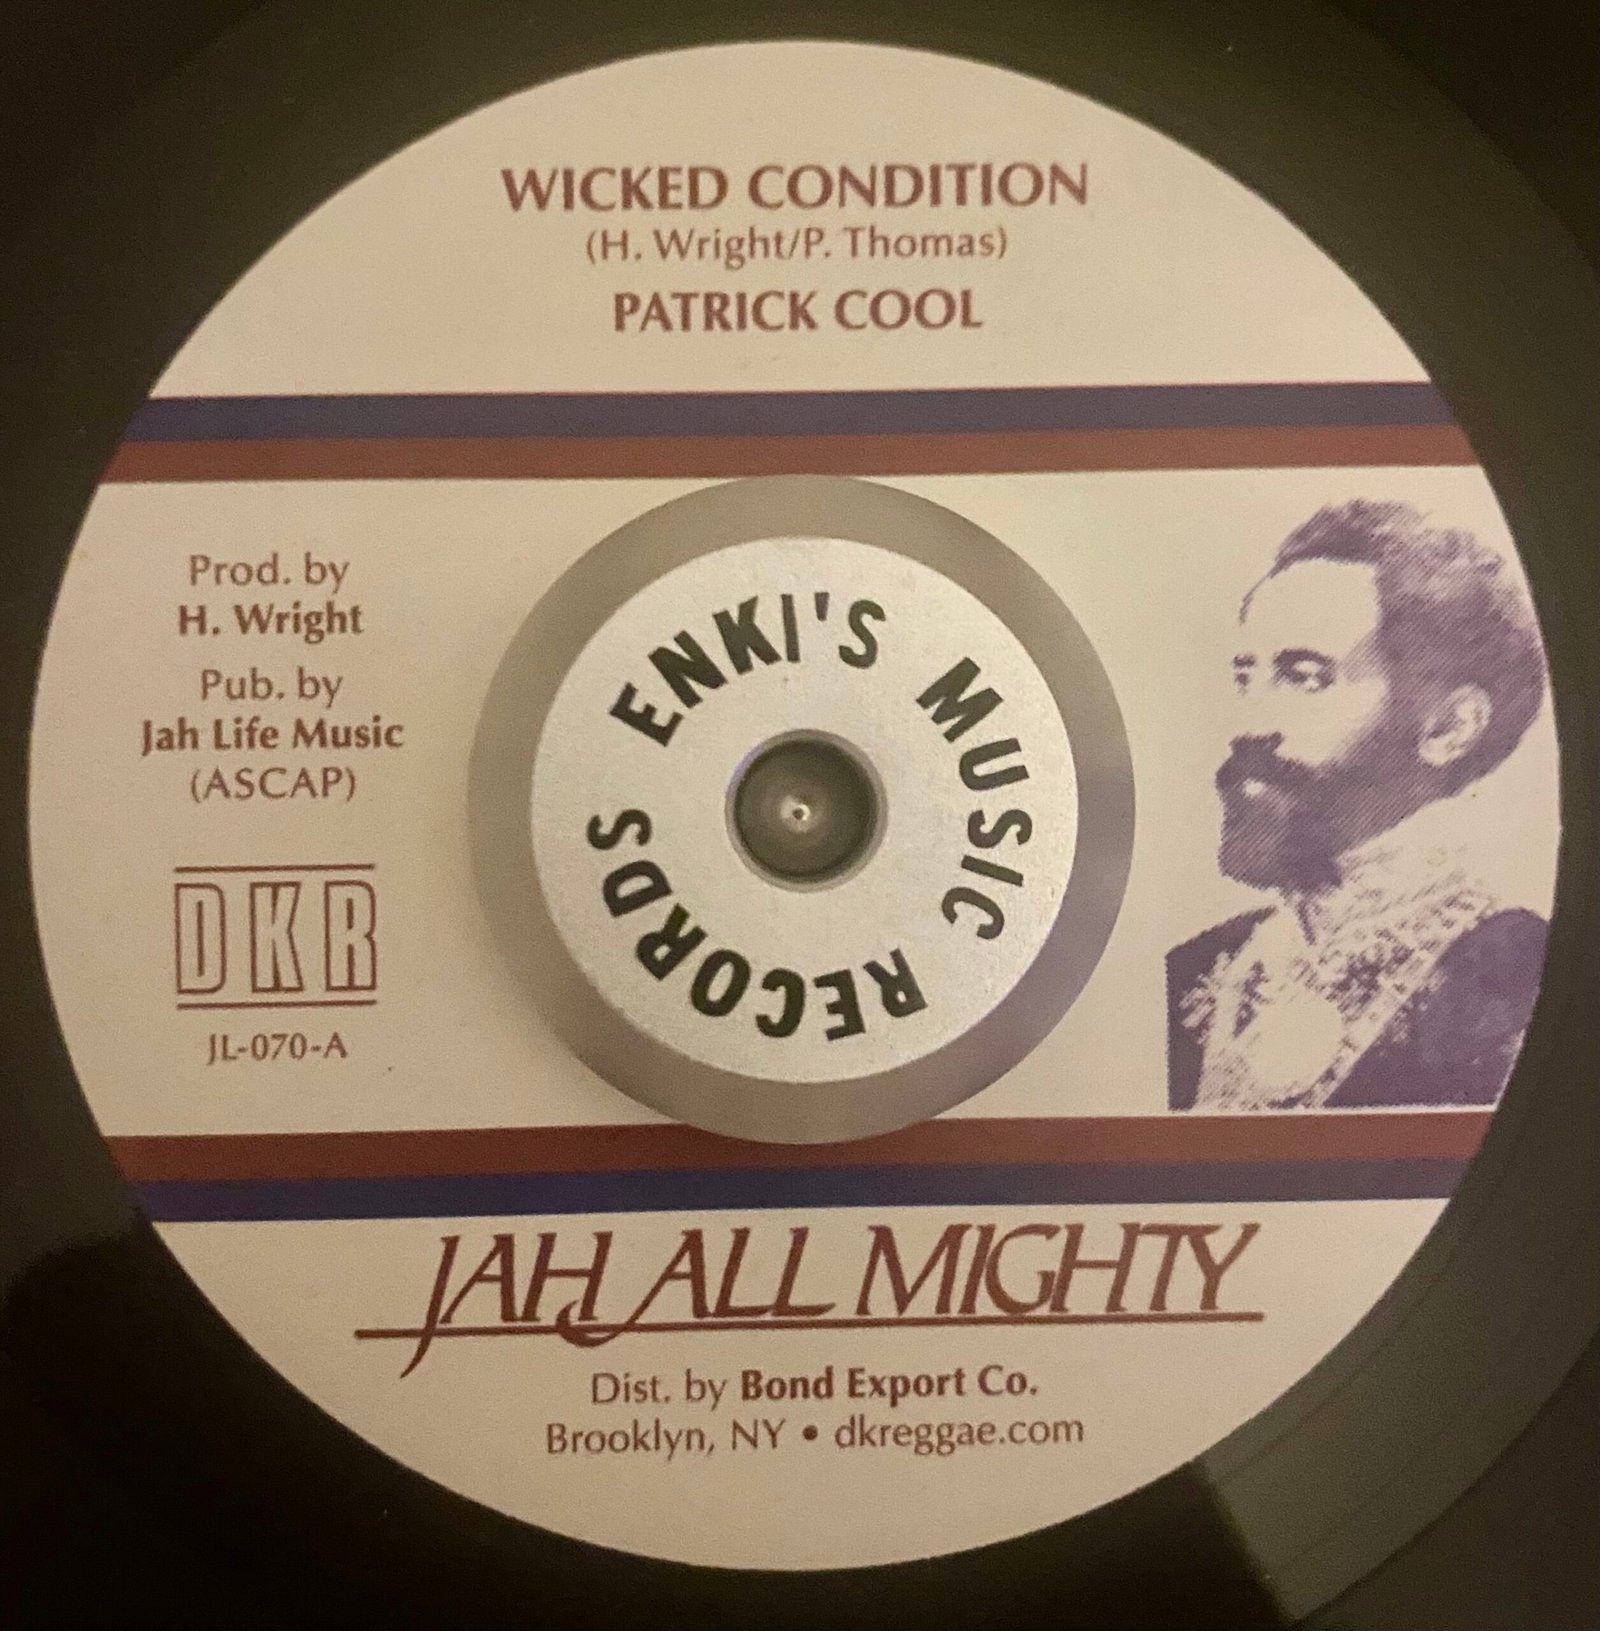 WICKED CONDITION
(H. Wright/P. Thomas)
PATRICK COOL
Prod. by
H. Wright
Pub. by
Jah Life Music
(ASCAP)
DKR
JL-070-A
ENKI'S MUSIC RECORDS
JAH ALL MIGHTY
Dist. by Bond Export Co.
Brooklyn, NY • dkreggae.com